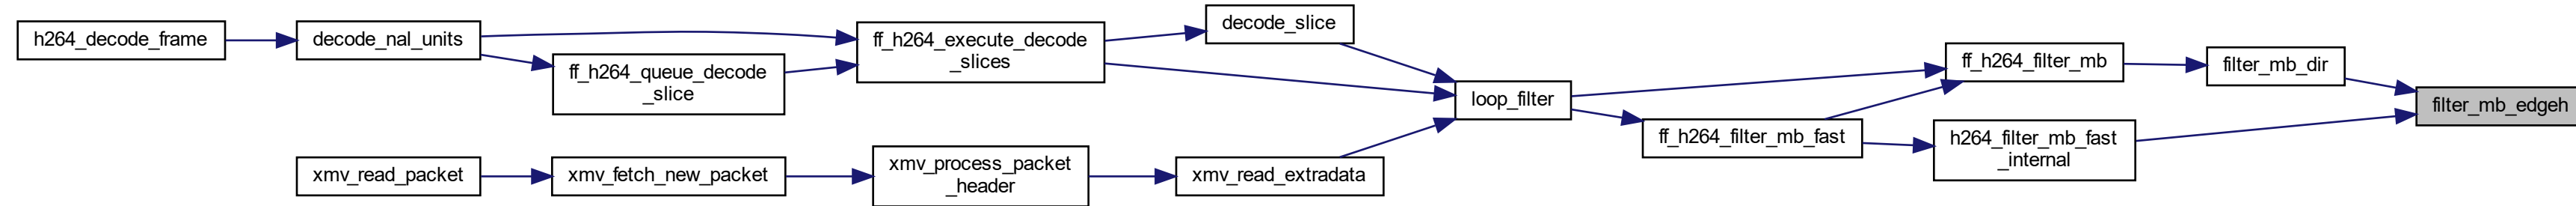 h264_decode_frame
decode_nal_units
ff_h264_queue_decode
_slice
ff_h264_execute_decode
_slices
decode_slice
loop_filter
ff_h264_filter_mb
filter_mb_dir
filter_mb_edgeh
ff_h264_filter_mb_fast
h264_filter_mb_fast
_internal
xmv_read_packet
xmv_fetch_new_packet
xmv_process_packet
_header
xmv_read_extradata